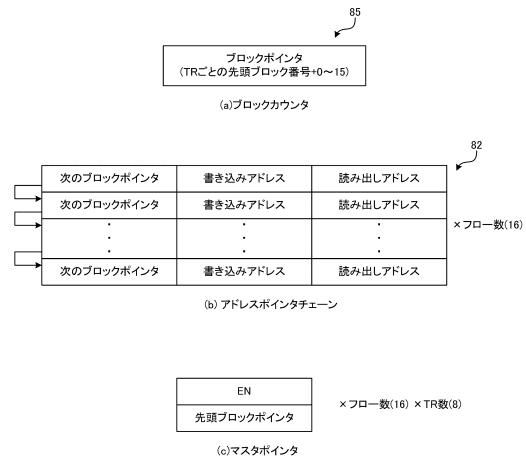 85
ブロックポインタ
(TRごとの先頭ブロック番号+0～15)
(a)ブロックカウンタ
82
次のブロックポインタ 書き込みアドレス 読み出しアドレス
次のブロックポインタ 書き込みアドレス 読み出しアドレス
・ ・ ・
・ ・ ・
・ ・ ・
次のブロックポインタ 書き込みアドレス 読み出しアドレス
×フロー数(16)
(b) アドレスポインタチェーン
EN
先頭ブロックポインタ
×フロー数(16) ×TR数(8)
(c)マスタポインタ